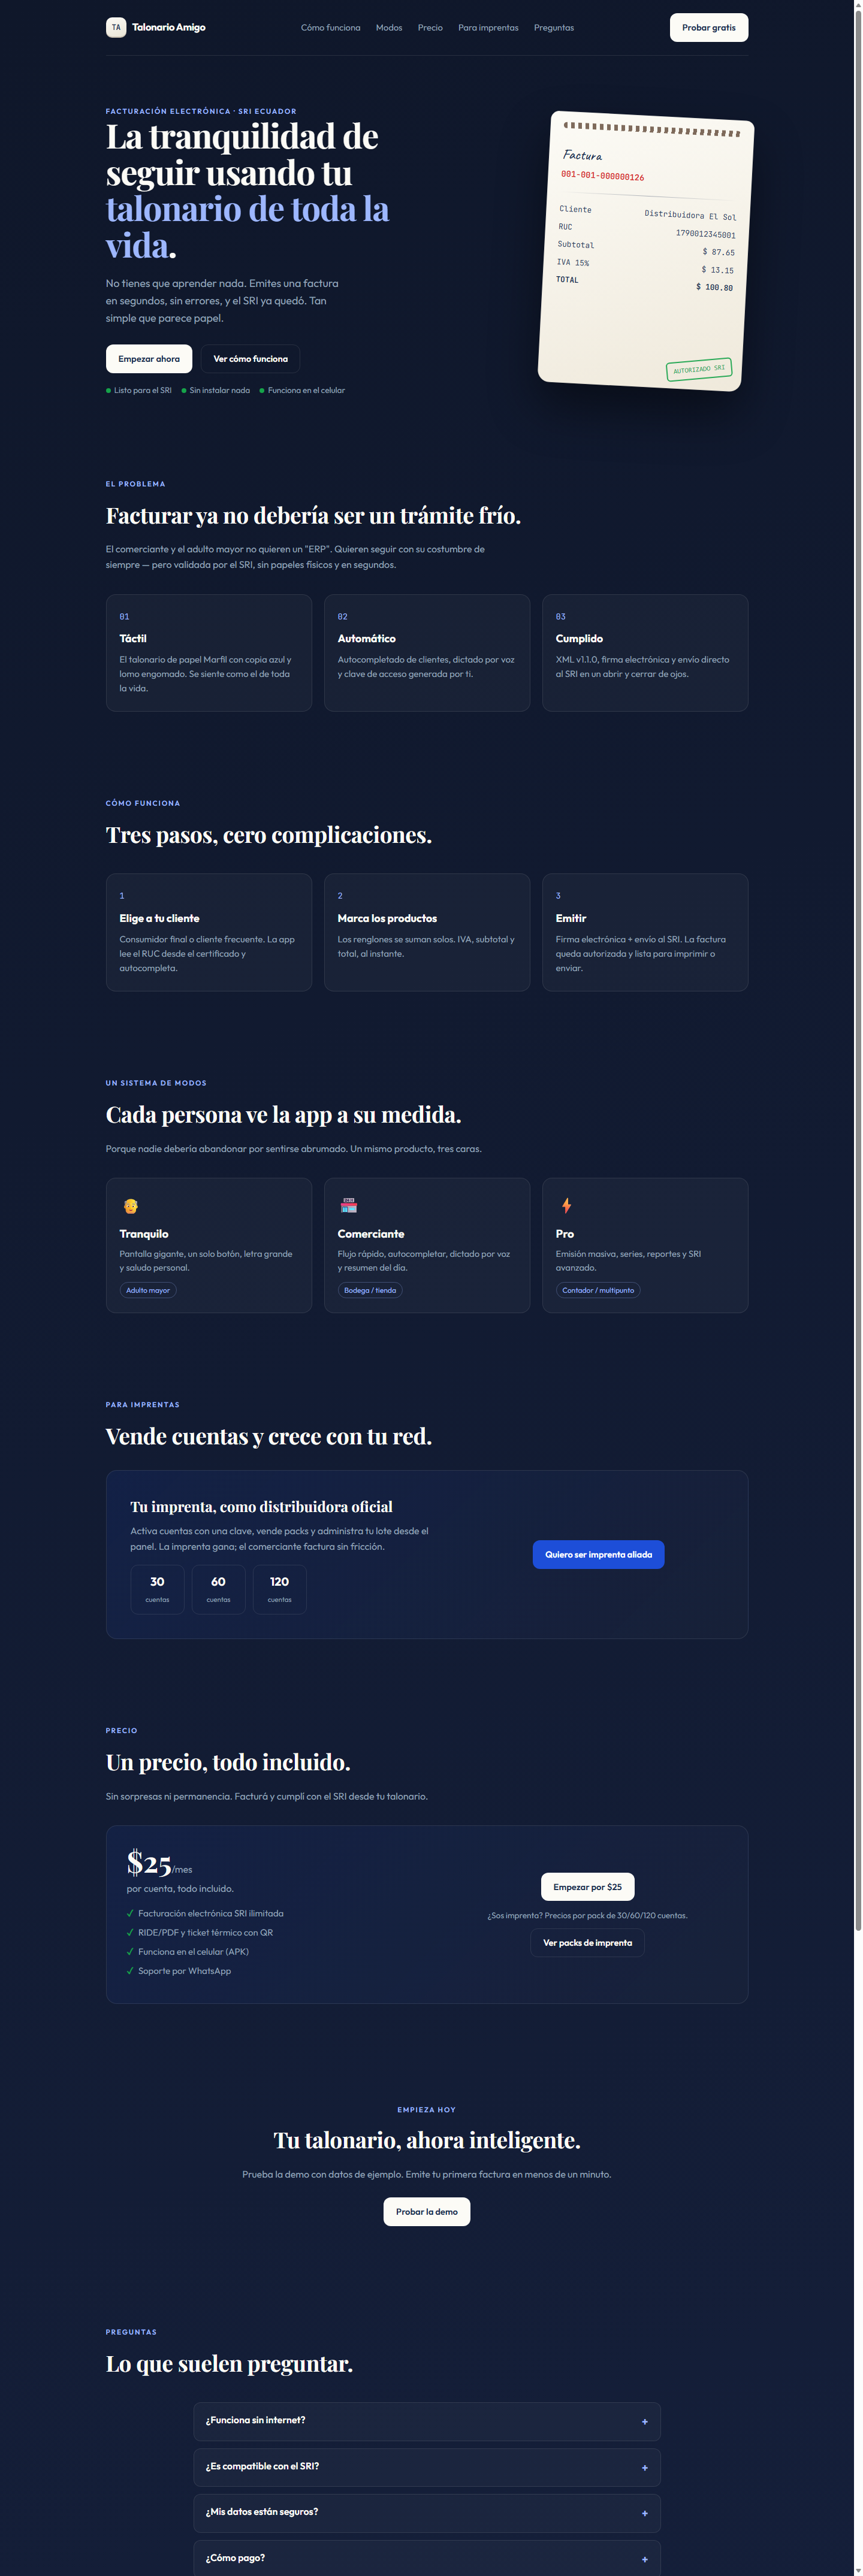 TA Talonario Amigo
Cómo funciona Modos Precio Para imprentas Preguntas
Probar gratis
FACTURACIÓN ELECTRÓNICA · SRI ECUADOR
La tranquilidad de
seguir usando tu
talonario de toda la
vida.
No tienes que aprender nada. Emites una factura
en segundos, sin errores, y el SRI ya quedó. Tan
simple que parece papel.
Empezar ahora
Ver cómo funciona
Listo para el SRI Sin instalar nada Funciona en el celular
Factura
001-001-000000126
Cliente Distribuidora El Sol
RUC 1790012345001
Subtotal $ 87.65
IVA 15% $ 13.15
TOTAL $ 100.80
AUTORIZADO SRI
EL PROBLEMA
Facturar ya no debería ser un trámite frío.
El comerciante y el adulto mayor no quieren un "ERP". Quieren seguir con su costumbre de
siempre — pero validada por el SRI, sin papeles físicos y en segundos.
01
Táctil
El talonario de papel Marfil con copia azul y
lomo engomado. Se siente como el de toda
la vida.
02
Automático
Autocompletado de clientes, dictado por voz
y clave de acceso generada por ti.
03
Cumplido
XML v1.1.0, firma electrónica y envío directo
al SRI en un abrir y cerrar de ojos.
CÓMO FUNCIONA
Tres pasos, cero complicaciones.
1
Elige a tu cliente
Consumidor final o cliente frecuente. La app
lee el RUC desde el certificado y
autocompleta.
2
Marca los productos
Los renglones se suman solos. IVA, subtotal y
total, al instante.
3
Emitir
Firma electrónica + envío al SRI. La factura
queda autorizada y lista para imprimir o
enviar.
UN SISTEMA DE MODOS
Cada persona ve la app a su medida.
Porque nadie debería abandonar por sentirse abrumado. Un mismo producto, tres caras.
Tranquilo
Pantalla gigante, un solo botón, letra grande
y saludo personal.
Adulto mayor
Comerciante
Flujo rápido, autocompletar, dictado por voz
y resumen del día.
Bodega / tienda
Pro
Emisión masiva, series, reportes y SRI
avanzado.
Contador / multipunto
PARA IMPRENTAS
Vende cuentas y crece con tu red.
Tu imprenta, como distribuidora oficial
Activa cuentas con una clave, vende packs y administra tu lote desde el
panel. La imprenta gana; el comerciante factura sin fricción.
30 60 120
cuentas cuentas cuentas
Quiero ser imprenta aliada
PRECIO
Un precio, todo incluido.
Sin sorpresas ni permanencia. Facturá y cumplí con el SRI desde tu talonario.
$25/mes
por cuenta, todo incluido.
✓ Facturación electrónica SRI ilimitada
✓ RIDE/PDF y ticket térmico con QR
✓ Funciona en el celular (APK)
✓ Soporte por WhatsApp
Empezar por $25
¿Sos imprenta? Precios por pack de 30/60/120 cuentas.
Ver packs de imprenta
EMPIEZA HOY
Tu talonario, ahora inteligente.
Prueba la demo con datos de ejemplo. Emite tu primera factura en menos de un minuto.
Probar la demo
PREGUNTAS
Lo que suelen preguntar.
¿Funciona sin internet? +
¿Es compatible con el SRI? +
¿Mis datos están seguros? +
¿Cómo pago? +